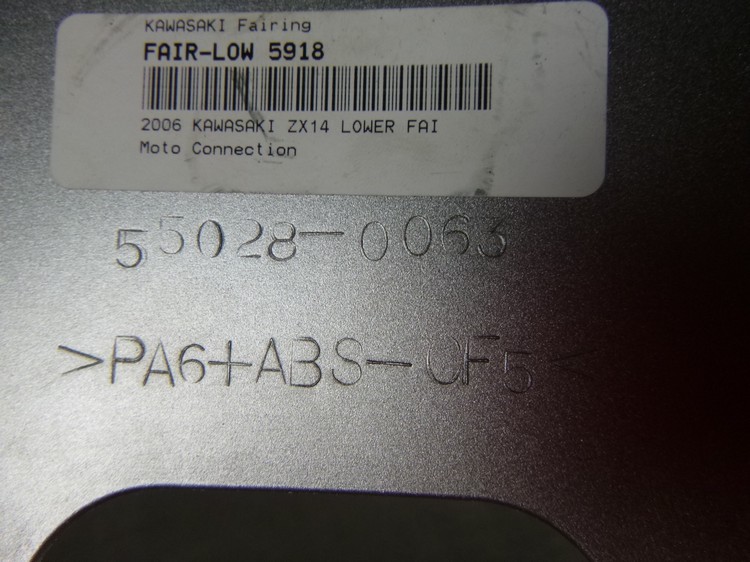 KAWASAKI Fairing
FAIR-LOW 5918
2006 KAWASAKI ZX14 LOWER FAI
Moto Connection
55028-0063
>PA6+ABS-CF5<